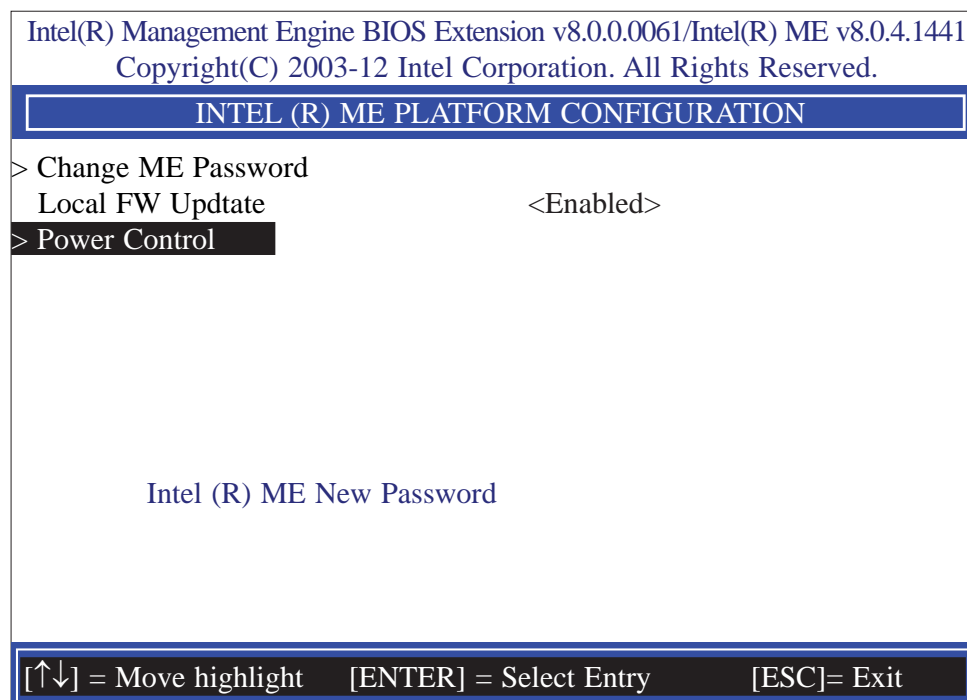 Intel(R) Management Engine BIOS Extension v8.0.0.0061/Intel(R) ME v8.0.4.1441
Copyright(C) 2003-12 Intel Corporation. All Rights Reserved.
INTEL (R) ME PLATFORM CONFIGURATION
> Change ME Password
Local FW Updtate <Enabled>
> Power Control
Intel (R) ME New Password
[↑↓] = Move highlight [ENTER] = Select Entry [ESC]= Exit